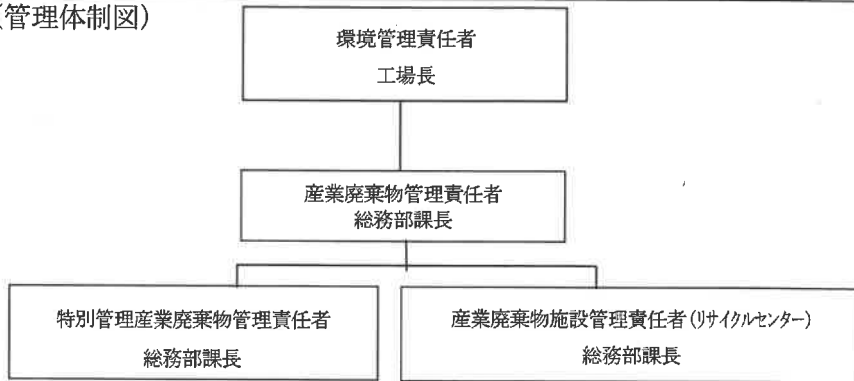 (管理体制図)
環境管理責任者
工場長
産業廃棄物管理責任者
総務部課長
特別管理産業廃棄物管理責任者
総務部課長
産業廃棄物施設管理責任者(リサイクルセンター)
総務部課長